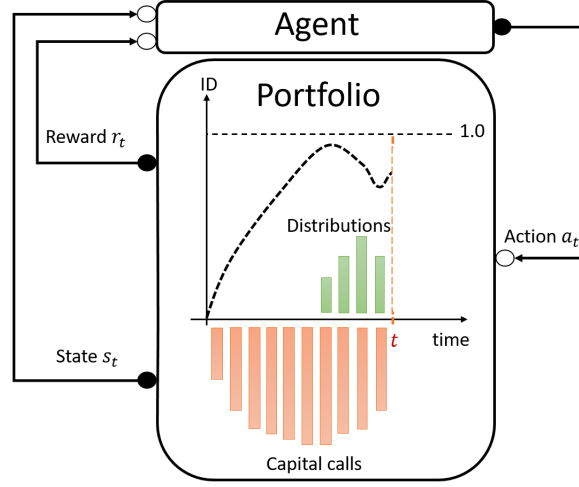 Agent
ID
Portfolio
1.0
Reward r_t
Distributions
Action a_t
t
time
State s_t
Capital calls